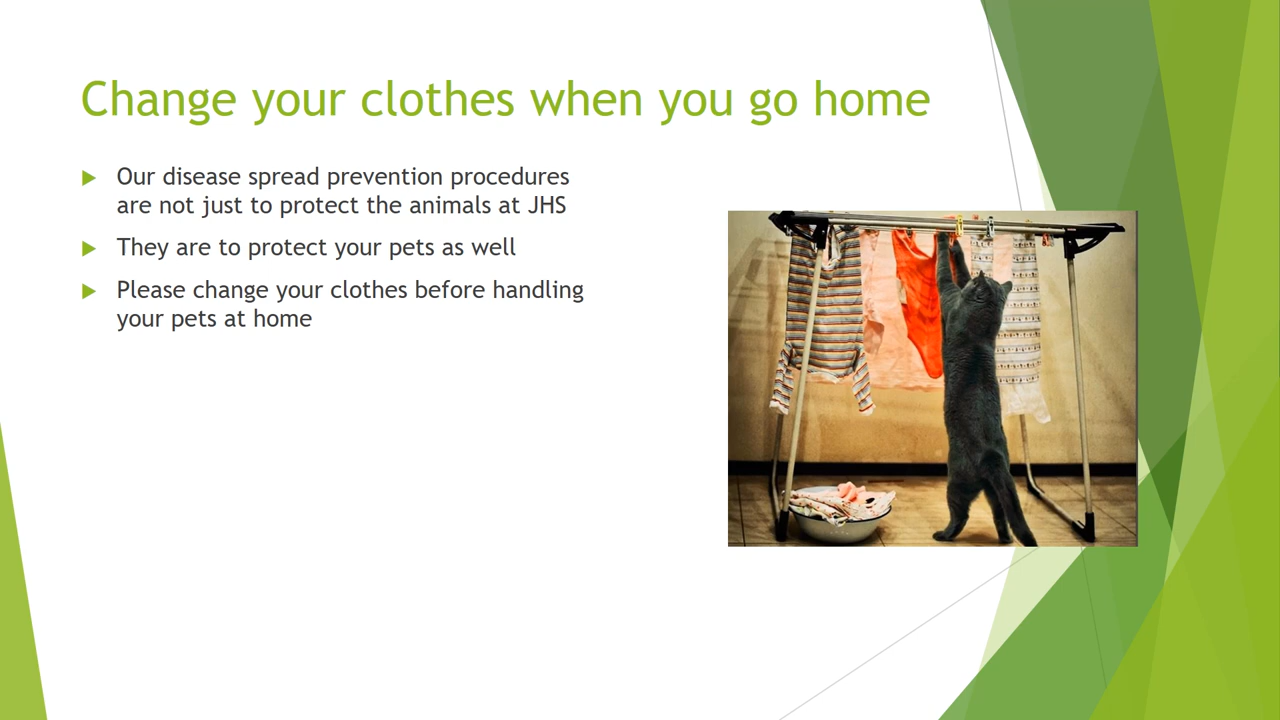 Change your clothes when you go home
Our disease spread prevention procedures
are not just to protect the animals at JHS
They are to protect your pets as well
Please change your clothes before handling
your pets at home